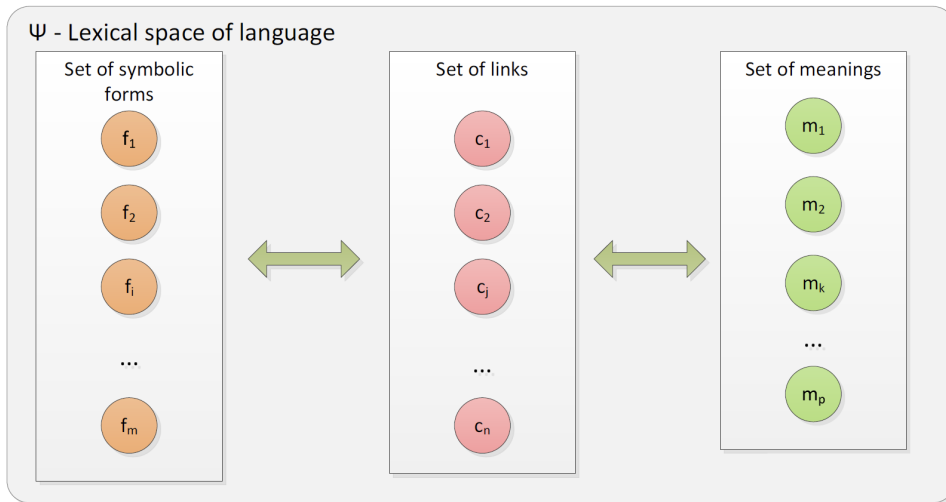 Ψ - Lexical space of language
Set of symbolic
forms
f₁
f₂
fᵢ
...
fₘ
Set of links
c₁
c₂
cⱼ
...
cₙ
Set of meanings
m₁
m₂
mₖ
...
mₚ